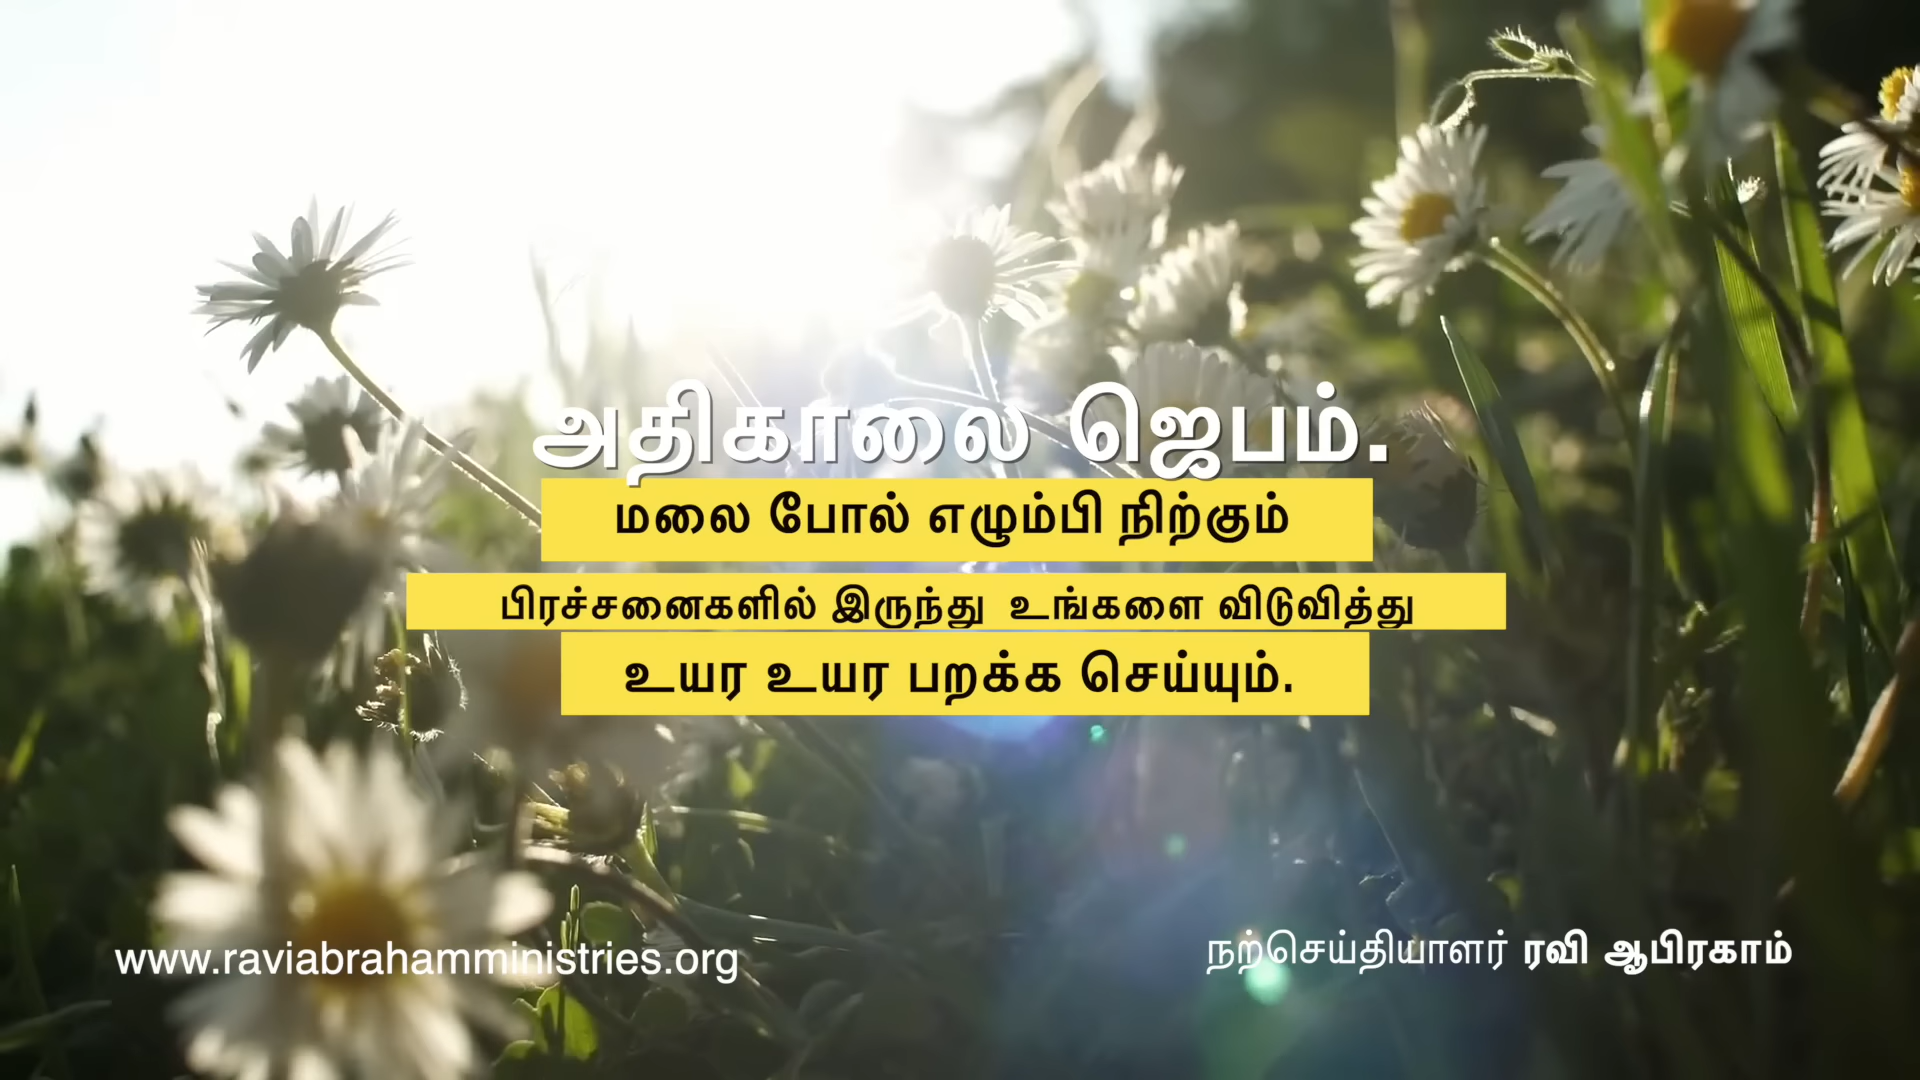 அதிகாலை ஜெபம்.
மலை போல் எழும்பி நிற்கும்
பிரச்சனைகளில் இருந்து உங்களை விடுவித்து
உயர உயர பறக்க செய்யும்.
www.raviabrahamministries.org
நற்செய்தியாளர் ரவி ஆபிரகாம்